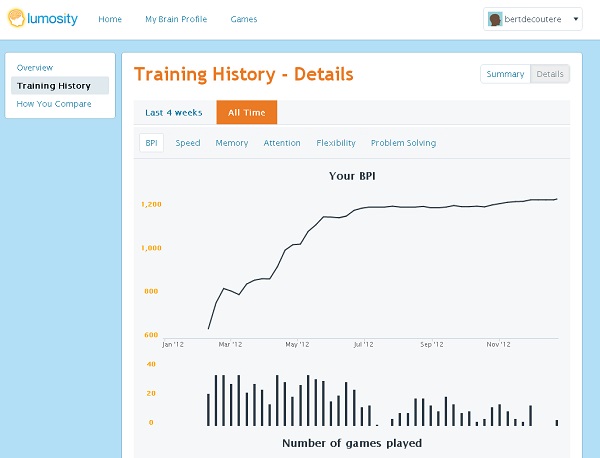 lumosity
Home
My Brain Profile
Games
bertdecoutere
Overview
Training History
How You Compare
Training History - Details
Summary
Details
Last 4 weeks
All Time
BPI
Speed
Memory
Attention
Flexibility
Problem Solving
Your BPI
1,200
1,000
800
600
Jan '12
Mar '12
May '12
Jul '12
Sep '12
Nov '12
40
20
0
Number of games played